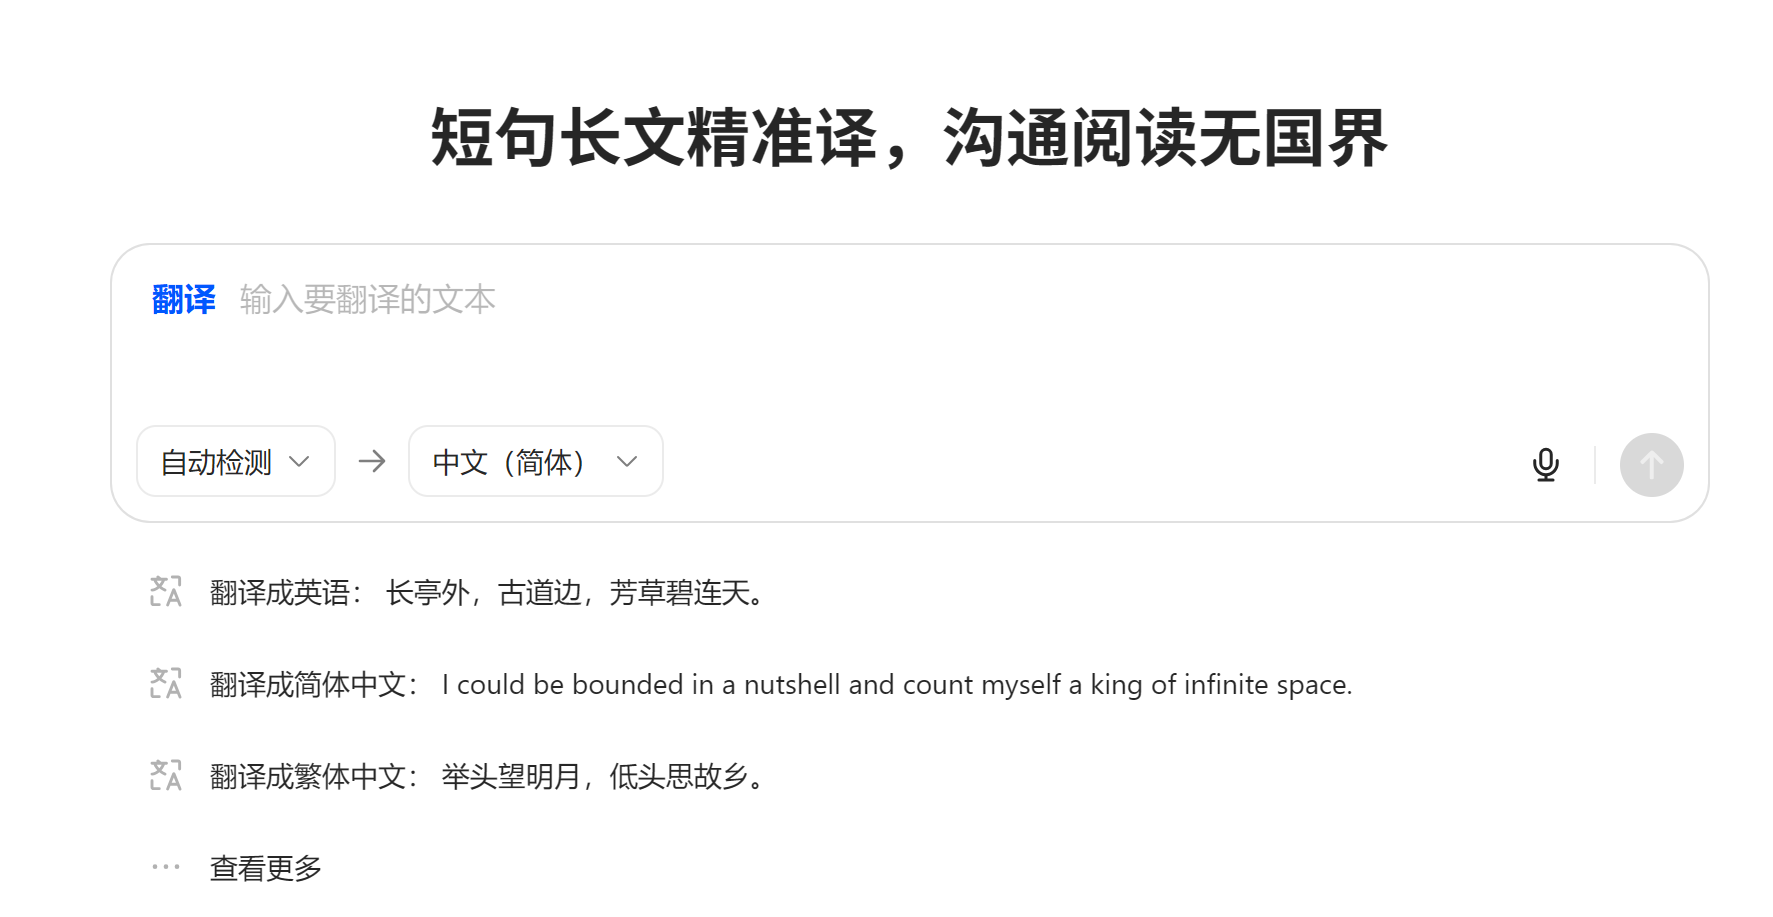 短句长文精准译，沟通阅读无国界
翻译 输入要翻译的文本
自动检测 → 中文（简体）
翻译成英语： 长亭外，古道边，芳草碧连天。
翻译成简体中文： I could be bounded in a nutshell and count myself a king of infinite space.
翻译成繁体中文： 举头望明月，低头思故乡。
··· 查看更多